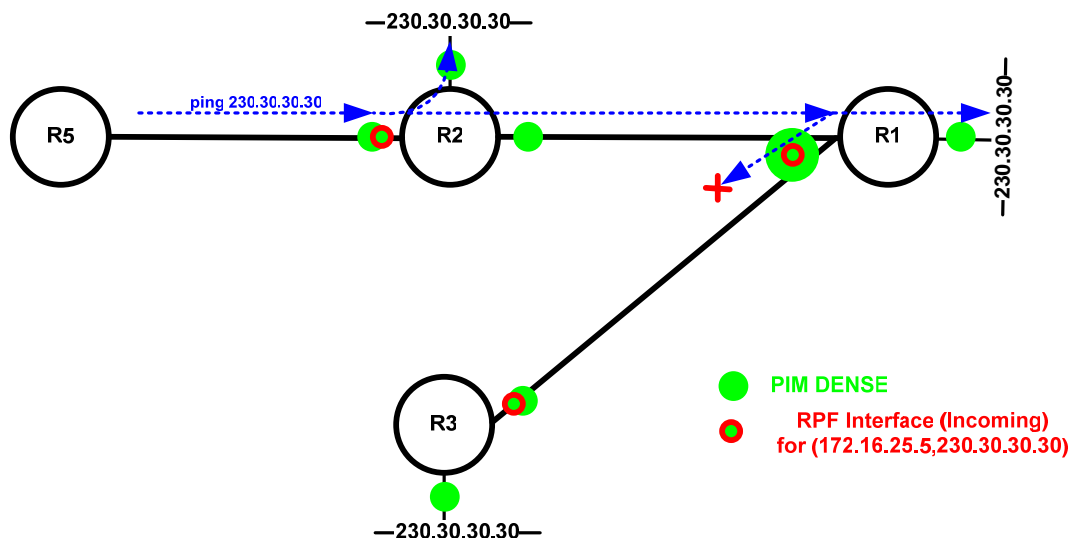 —230.30.30.30—
ping 230.30.30.30
R5
R2
R1
—230.30.30.30—
R3
PIM DENSE
RPF Interface (Incoming)
for (172.16.25.5,230.30.30.30)
—230.30.30.30—